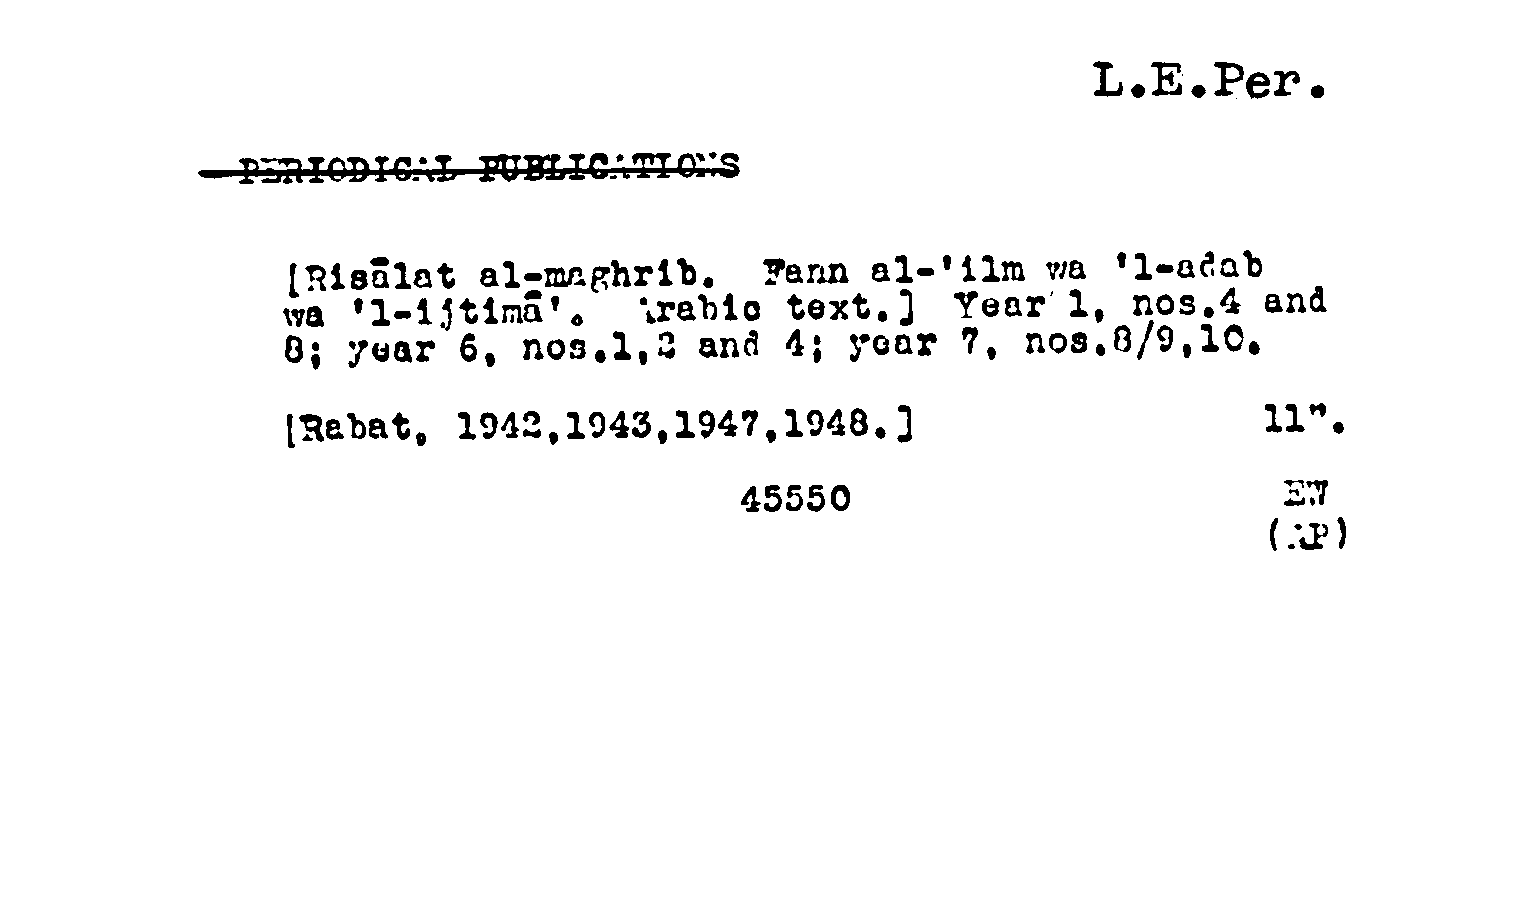 L.E.Per.
PERIODICAL PUBLICATIONS
[Risālat al-maghrib. Fann al-'ilm wa 'l-adab
wa 'l-ijtimā'. Arabic text.] Year 1, nos.4 and
8; year 6, nos.1,2 and 4; year 7, nos.8/9,10.
[Rabat, 1942,1943,1947,1948.] 11".
45550 EW
(AP)